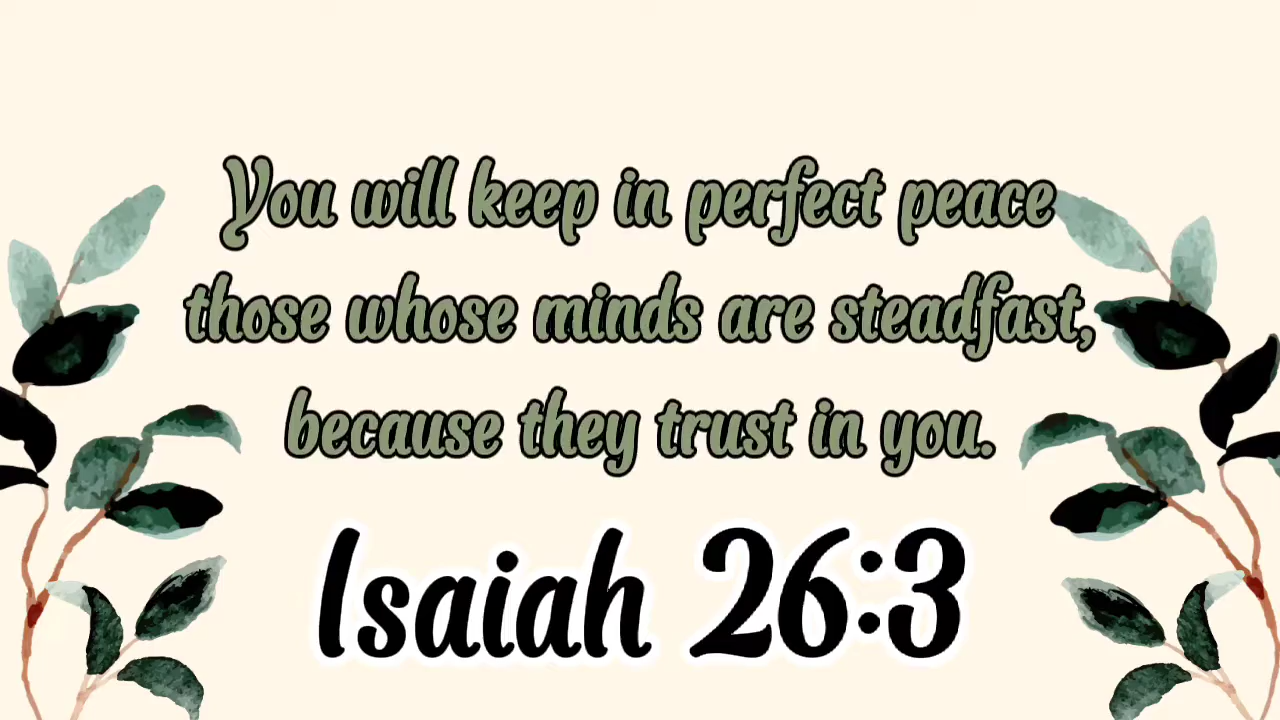 You will keep in perfect peace
those whose minds are steadfast,
because they trust in you.
Isaiah 26:3